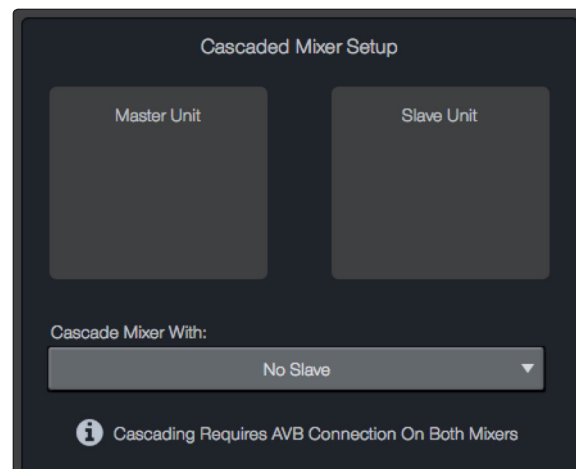 Cascaded Mixer Setup
Master Unit
Slave Unit
Cascade Mixer With:
No Slave
Cascading Requires AVB Connection On Both Mixers